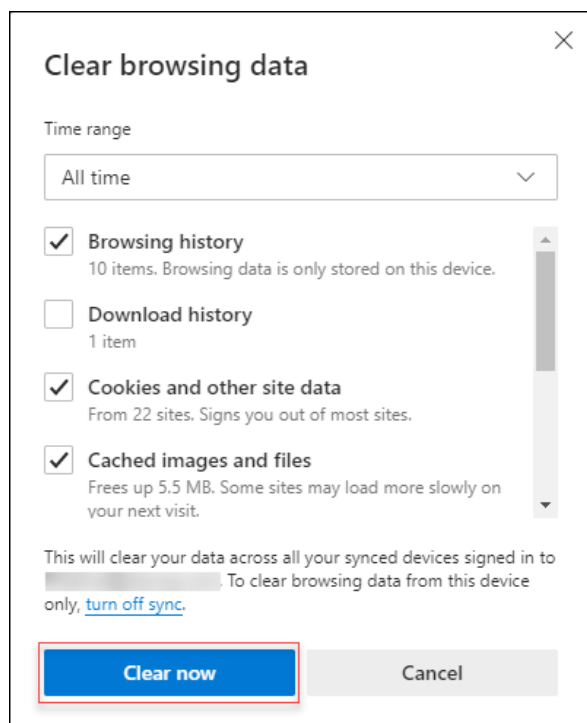 Clear browsing data
Time range
All time
Browsing history
10 items. Browsing data is only stored on this device.
Download history
1 item
Cookies and other site data
From 22 sites. Signs you out of most sites.
Cached images and files
Frees up 5.5 MB. Some sites may load more slowly on
your next visit.
This will clear your data across all your synced devices signed in to
. To clear browsing data from this device
only, turn off sync.
Clear now Cancel